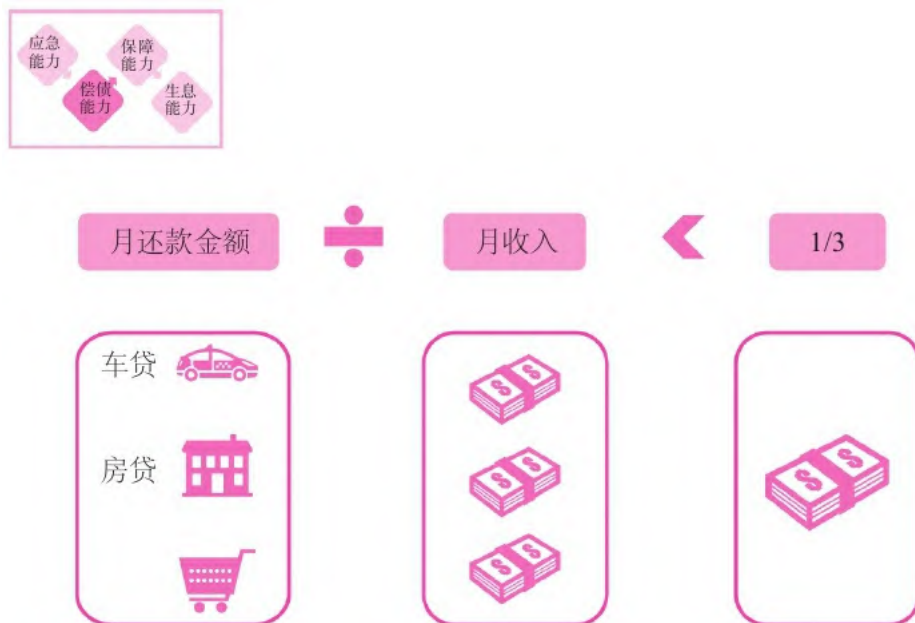 应急
能力
保障
能力
偿债
能力
生息
能力
月还款金额 ÷ 月收入 < 1/3
车贷
房贷